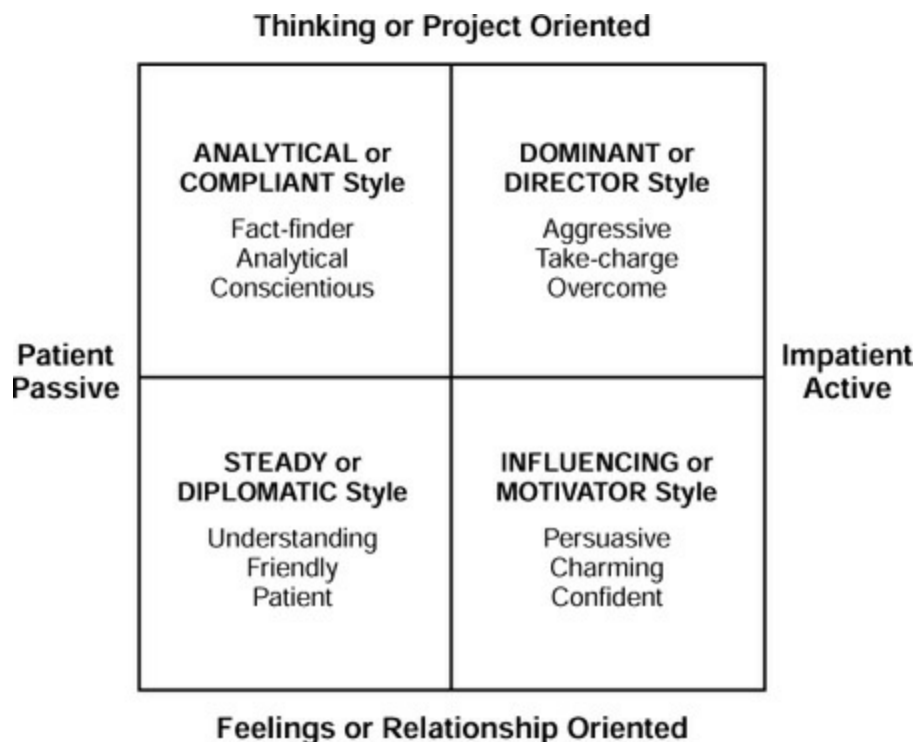 Thinking or Project Oriented
ANALYTICAL or
COMPLIANT Style
Fact-finder
Analytical
Conscientious
DOMINANT or
DIRECTOR Style
Aggressive
Take-charge
Overcome
Patient
Passive
Impatient
Active
STEADY or
DIPLOMATIC Style
Understanding
Friendly
Patient
INFLUENCING or
MOTIVATOR Style
Persuasive
Charming
Confident
Feelings or Relationship Oriented